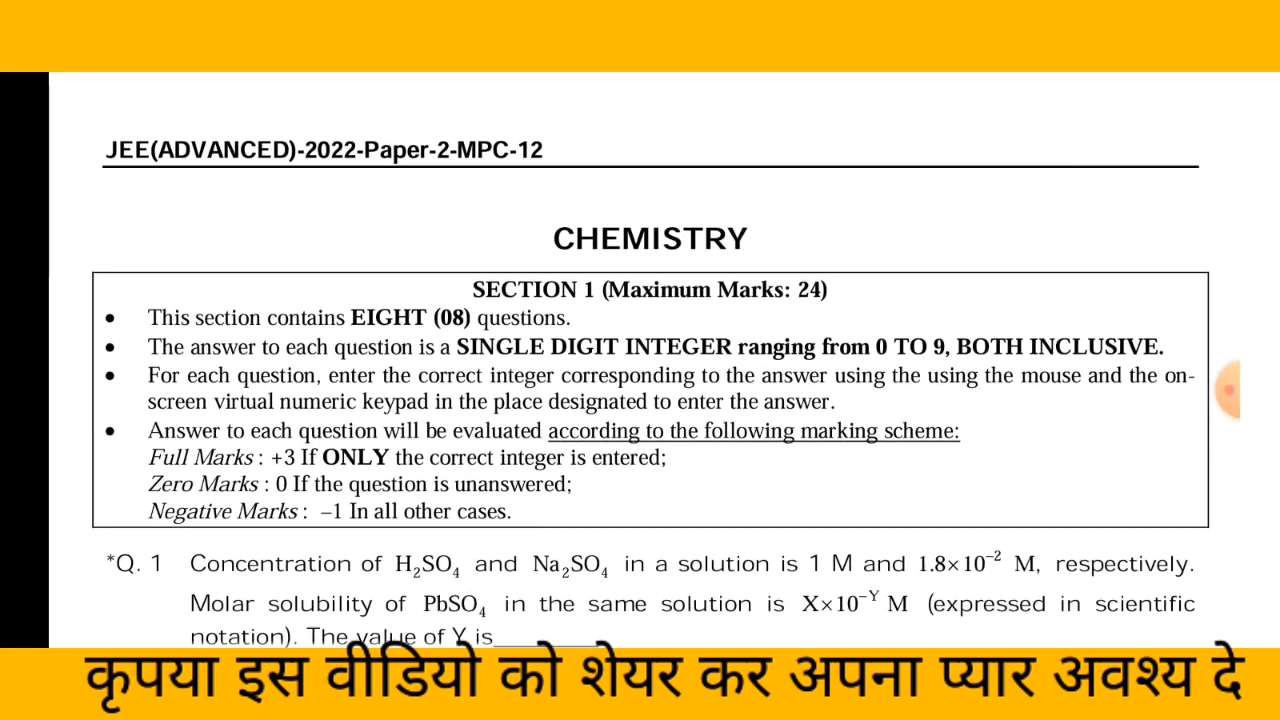 JEE(ADVANCED)-2022-Paper-2-MPC-12
CHEMISTRY
SECTION 1 (Maximum Marks: 24)
• This section contains EIGHT (08) questions.
• The answer to each question is a SINGLE DIGIT INTEGER ranging from 0 TO 9, BOTH INCLUSIVE.
• For each question, enter the correct integer corresponding to the answer using the using the mouse and the on-
screen virtual numeric keypad in the place designated to enter the answer.
• Answer to each question will be evaluated according to the following marking scheme:
Full Marks : +3 If ONLY the correct integer is entered;
Zero Marks : 0 If the question is unanswered;
Negative Marks : –1 In all other cases.
*Q. 1 Concentration of H₂SO₄ and Na₂SO₄ in a solution is 1 M and 1.8×10⁻² M, respectively.
Molar solubility of PbSO₄ in the same solution is X×10⁻ʸ M (expressed in scientific
notation). The value of Y is_________
कृपया इस वीडियो को शेयर कर अपना प्यार अवश्य दे